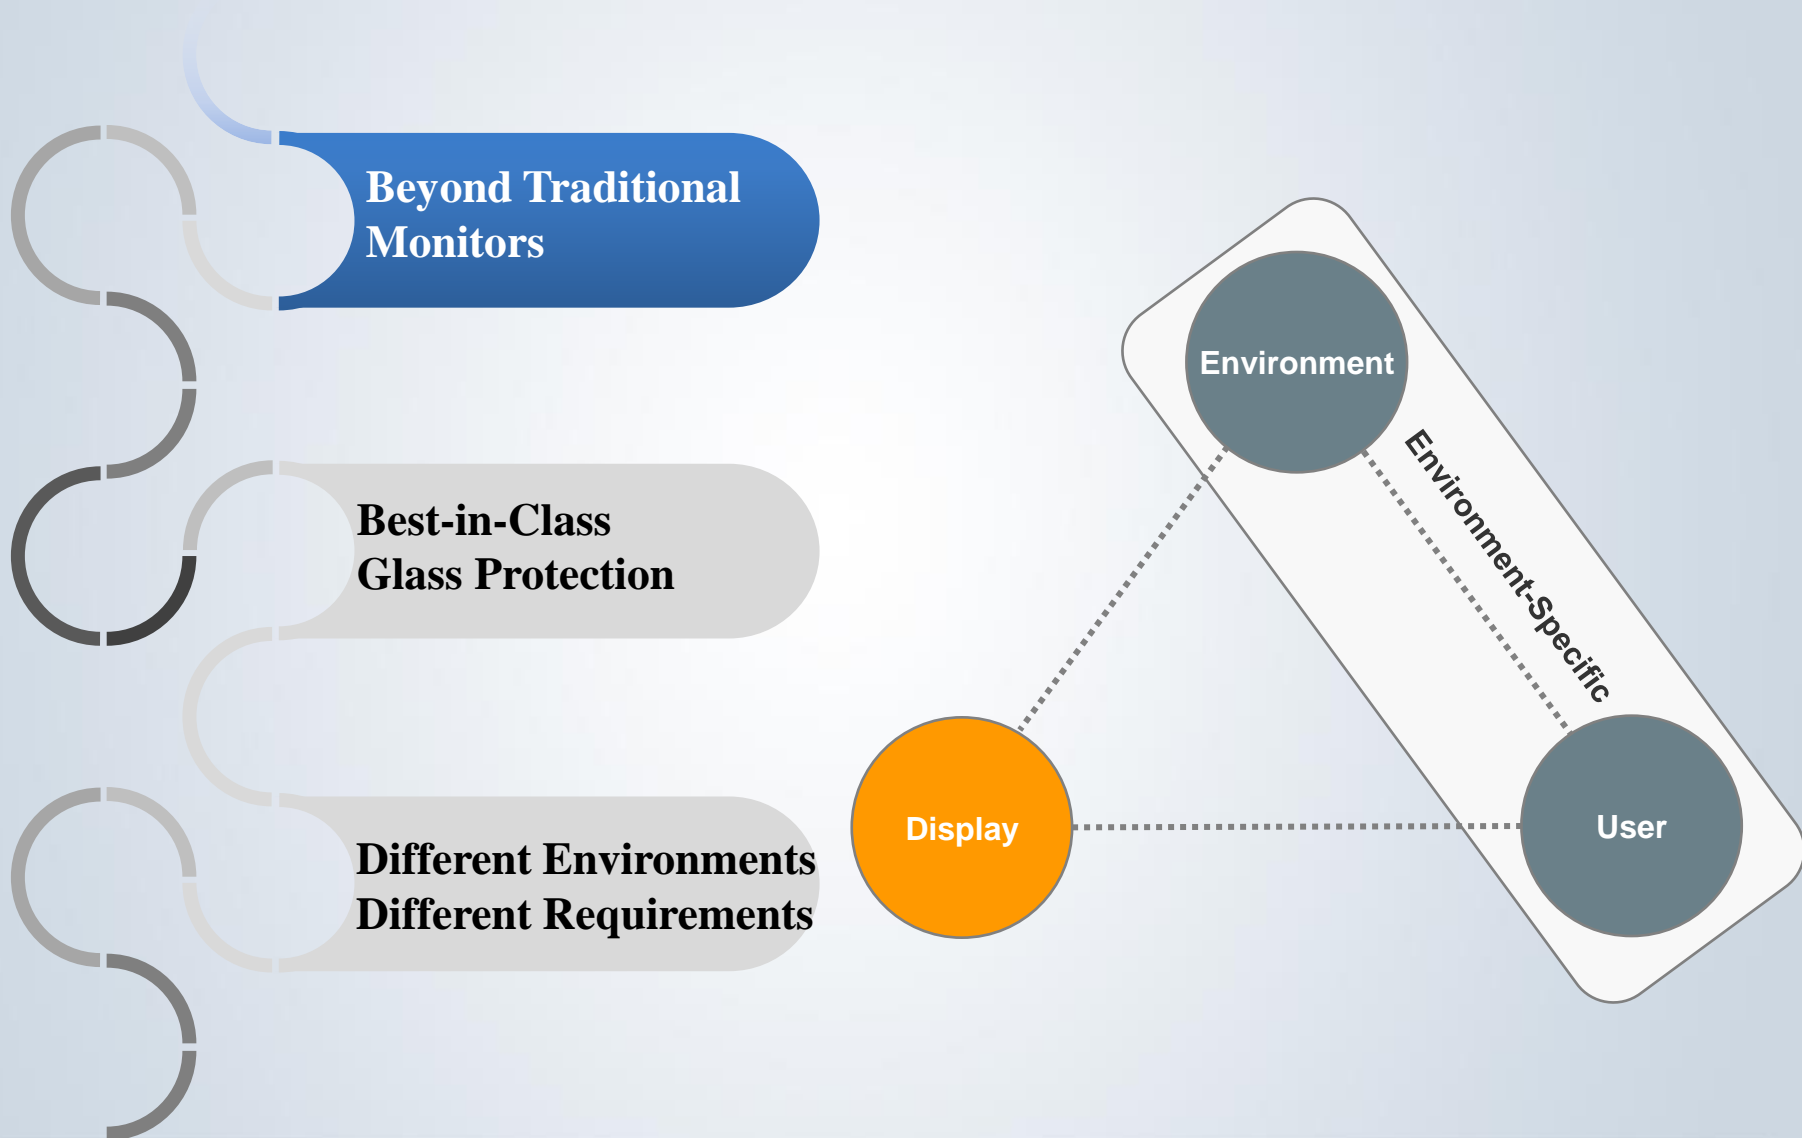 Beyond Traditional
Monitors
Best-in-Class
Glass Protection
Different Environments
Different Requirements
Environment
Environment-Specific
Display
User